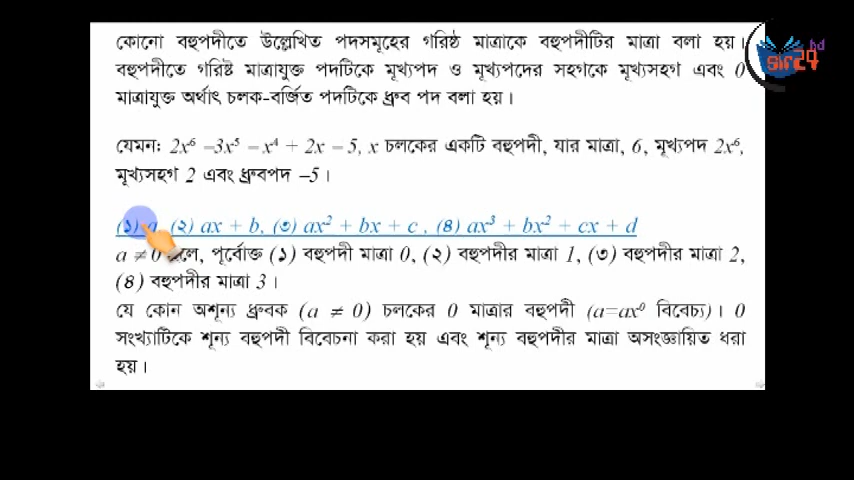 কোনো বহুপদীতে উল্লেখিত পদসমূহের গরিষ্ঠ মাত্রাকে বহুপদীটির মাত্রা বলা হয়।
বহুপদীতে গরিষ্ট মাত্রাযুক্ত পদটিকে মূখ্যপদ ও মূখ্যপদের সহগকে মূখ্যসহগ এবং 0
মাত্রাযুক্ত অর্থাৎ চলক-বর্জিত পদটিকে ধ্রুব পদ বলা হয়।
যেমনঃ 2x⁶ –3x⁵ – x⁴ + 2x – 5, x চলকের একটি বহুপদী, যার মাত্রা, 6, মূখ্যপদ 2x⁶,
মূখ্যসহগ 2 এবং ধ্রুবপদ –5।
(১) a, (২) ax + b, (৩) ax² + bx + c , (৪) ax³ + bx² + cx + d
a ≠ 0 পূর্বোক্ত (১) বহুপদী মাত্রা 0, (২) বহুপদীর মাত্রা 1, (৩) বহুপদীর মাত্রা 2,
(৪) বহুপদীর মাত্রা 3।
যে কোন অশূন্য ধ্রুবক (a ≠ 0) চলকের 0 মাত্রার বহুপদী (a=ax⁰ বিবেচ্য)। 0
সংখ্যাটিকে শূন্য বহুপদী বিবেচনা করা হয় এবং শূন্য বহুপদীর মাত্রা অসংজ্ঞায়িত ধরা
হয়।
bd
sir24